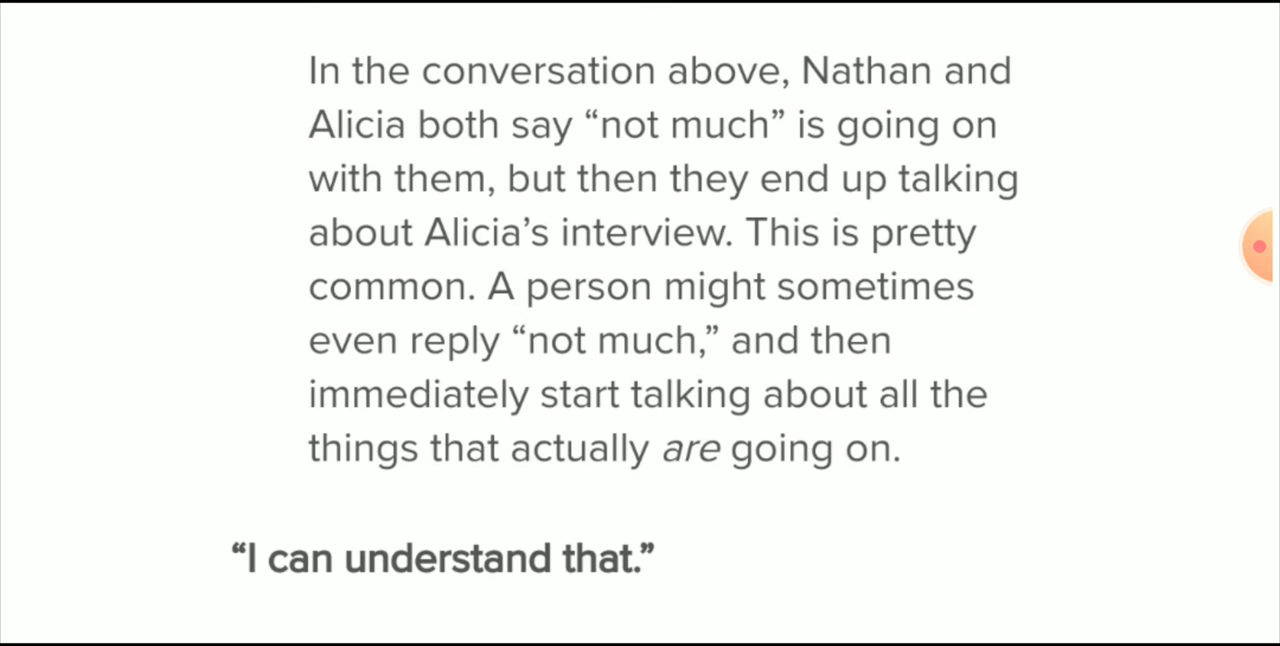 In the conversation above, Nathan and
Alicia both say “not much” is going on
with them, but then they end up talking
about Alicia’s interview. This is pretty
common. A person might sometimes
even reply “not much,” and then
immediately start talking about all the
things that actually are going on.
“I can understand that.”